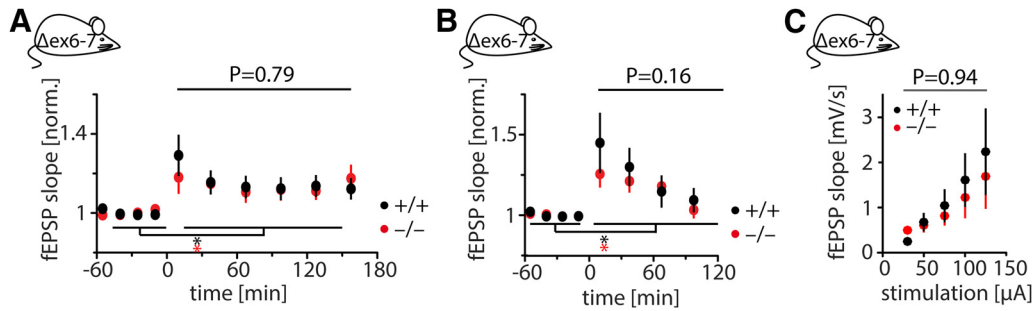 A
Δex6-7
P=0.79
fEPSP slope [norm.]
1.4
1
*
*
-60
0
60
120
180
time [min]
+/+
−/−
B
Δex6-7
P=0.16
fEPSP slope [norm.]
1.5
1
*
*
-60
0
60
120
time [min]
+/+
−/−
C
Δex6-7
P=0.94
+/+
−/−
fEPSP slope [mV/s]
3
2
1
0
0
50
100
150
stimulation [µA]